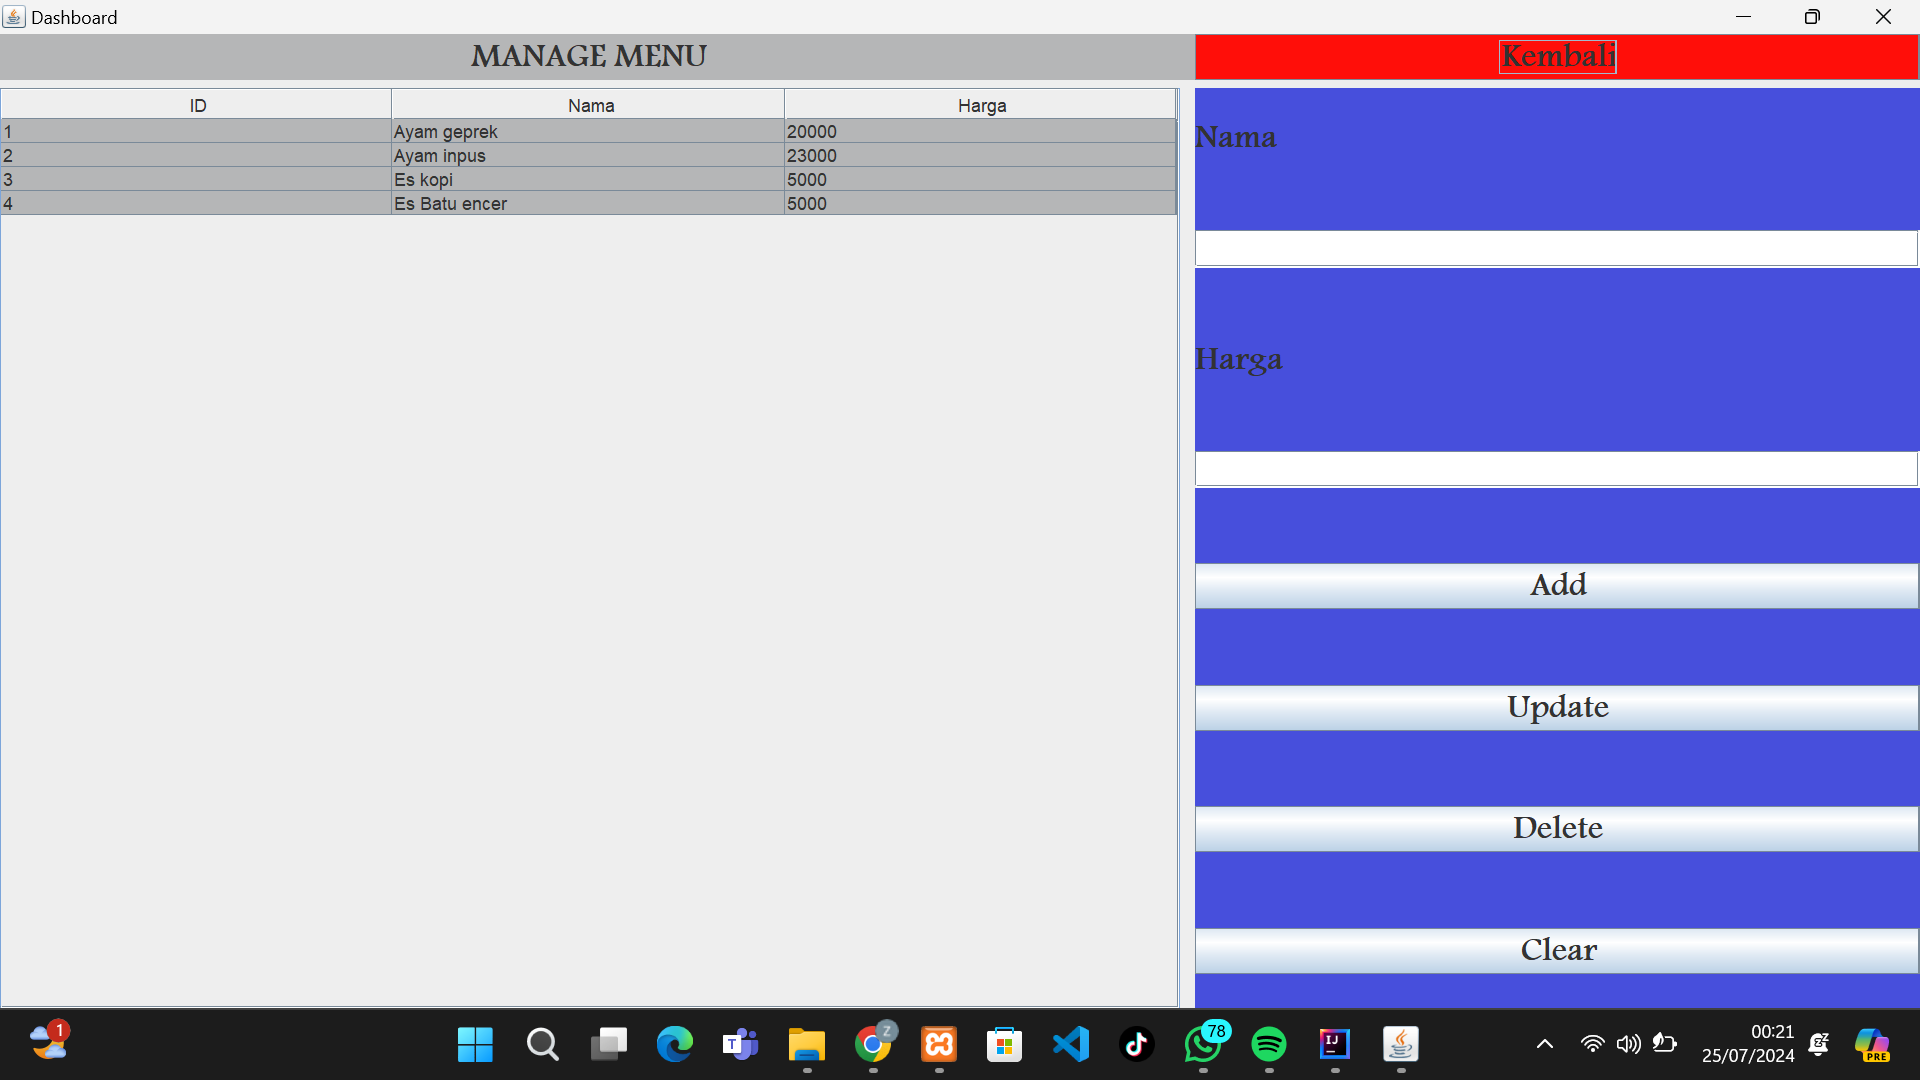 Dashboard
MANAGE MENU
Kembali
ID Nama Harga
1 Ayam geprek 20000
2 Ayam inpus 23000
3 Es kopi 5000
4 Es Batu encer 5000
Nama
Harga
Add
Update
Delete
Clear
1
T
Z
78
IJ
00:21
25/07/2024
PRE